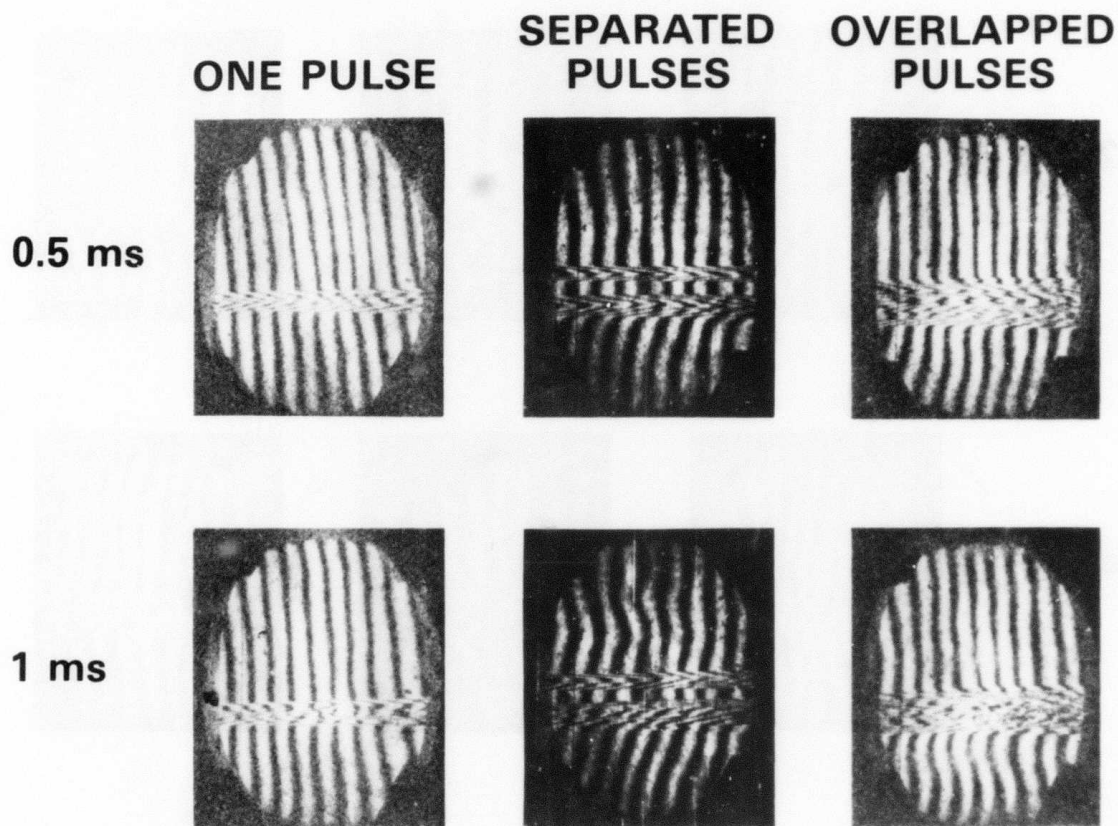 ONE PULSE
SEPARATED
PULSES
OVERLAPPED
PULSES
0.5 ms
1 ms